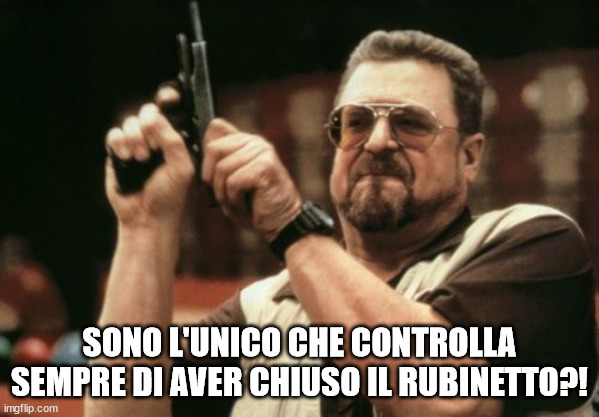 SONO L'UNICO CHE CONTROLLA
SEMPRE DI AVER CHIUSO IL RUBINETTO?!
imgflip.com